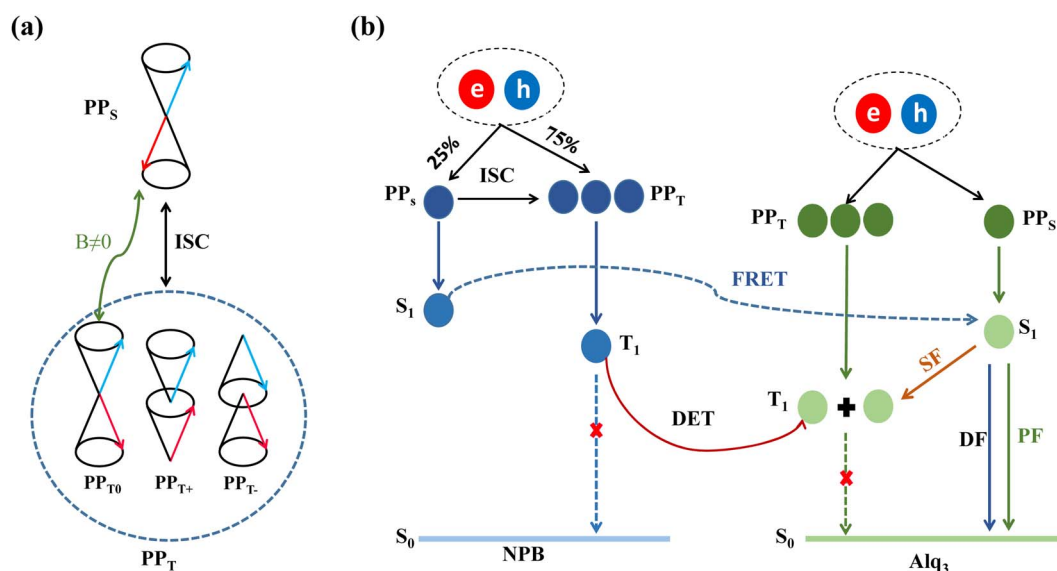 (a)
PPS
B≠0
ISC
PPT0
PPT+
PPT-
PPT
(b)
e h
25%
75%
PPs
ISC
PPT
S1
FRET
T1
DET
S0
NPB
e h
PPT
PPS
S1
SF
T1
+
DF
PF
S0
Alq3